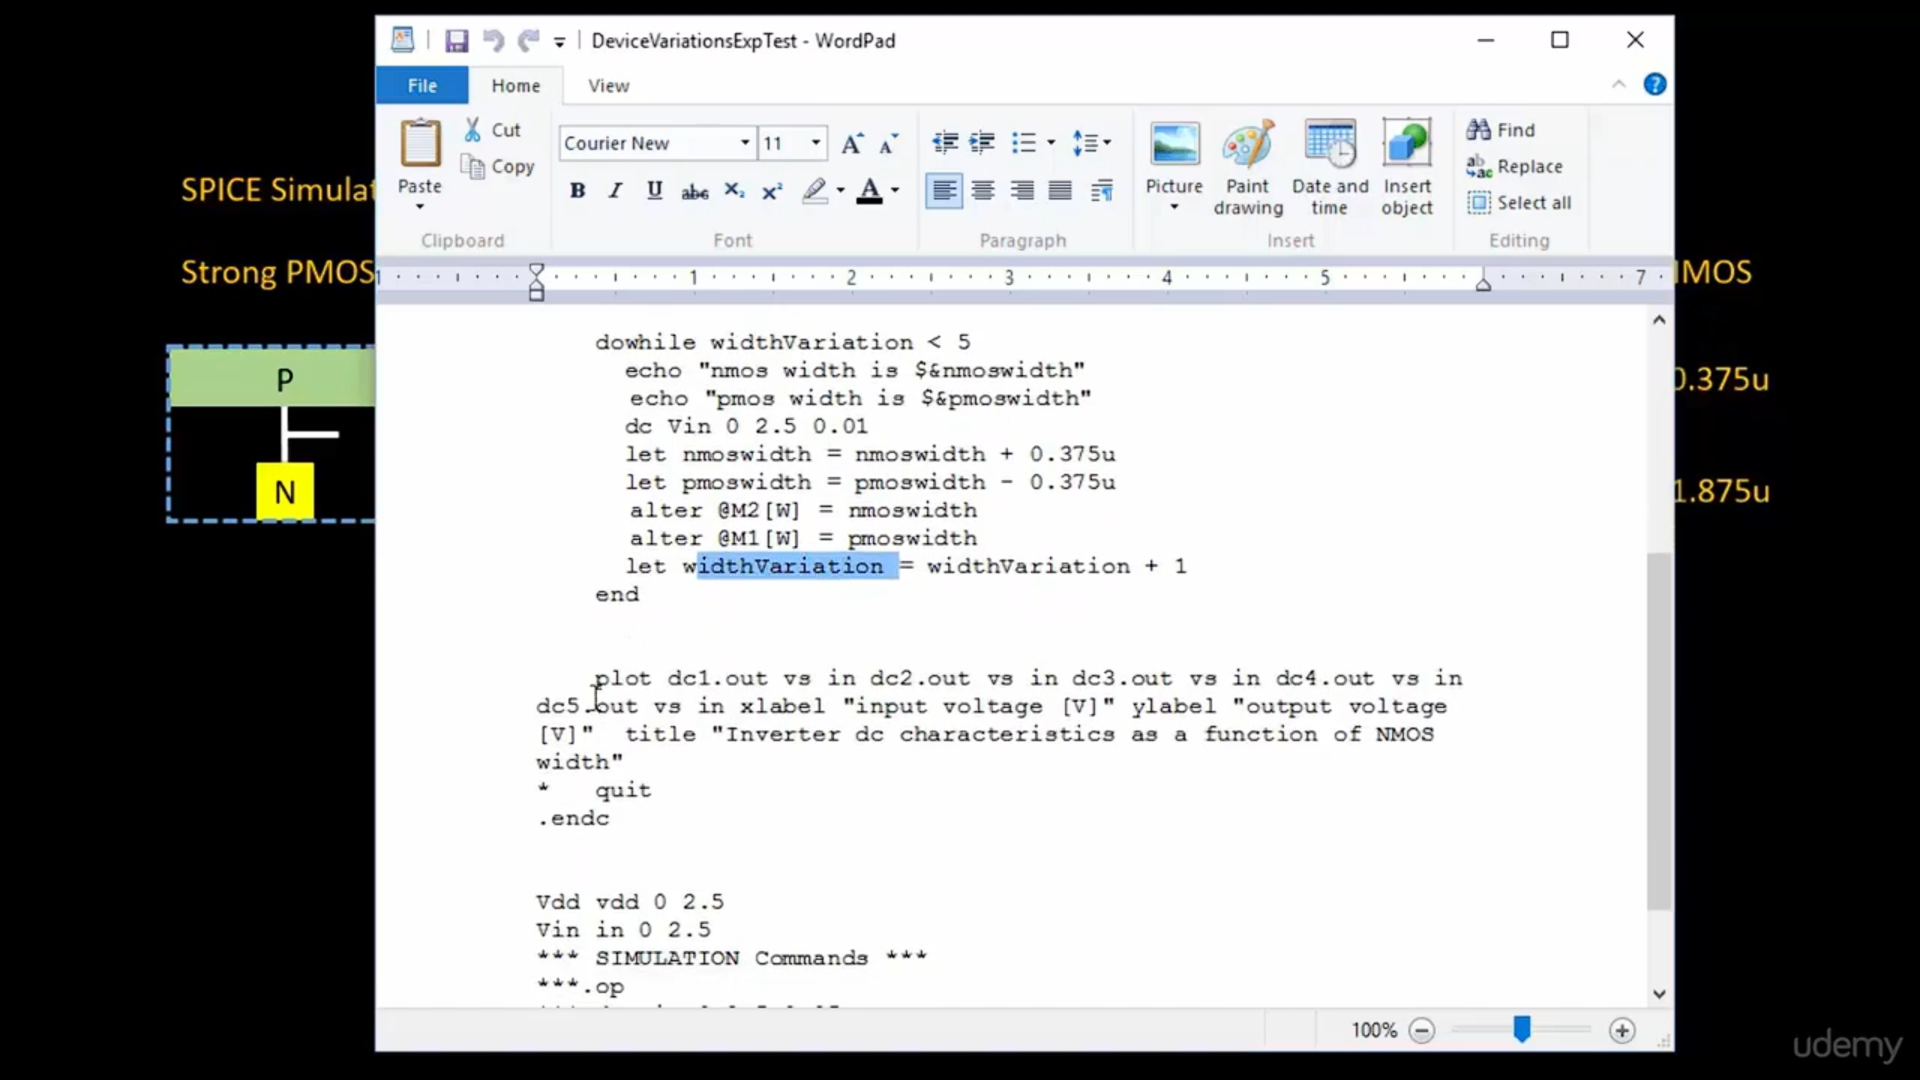 DeviceVariationsExpTest - WordPad
File
Home
View
Paste
Cut
Copy
Clipboard
Courier New
11
B I U abc X₂ X²
A
Font
Paragraph
Picture
Paint drawing
Date and time
Insert object
Insert
Find
Replace
Select all
Editing
1 1 2 3 4 5 7
SPICE Simulat
Strong PMOS
P
N
MOS
0.375u
1.875u
dowhile widthVariation < 5
echo "nmos width is $&nmoswidth"
echo "pmos width is $&pmoswidth"
dc Vin 0 2.5 0.01
let nmoswidth = nmoswidth + 0.375u
let pmoswidth = pmoswidth - 0.375u
alter @M2[W] = nmoswidth
alter @M1[W] = pmoswidth
let widthVariation = widthVariation + 1
end
plot dc1.out vs in dc2.out vs in dc3.out vs in dc4.out vs in
dc5.out vs in xlabel "input voltage [V]" ylabel "output voltage
[V]" title "Inverter dc characteristics as a function of NMOS
width"
* quit
.endc
Vdd vdd 0 2.5
Vin in 0 2.5
*** SIMULATION Commands ***
***.op
100%
udemy